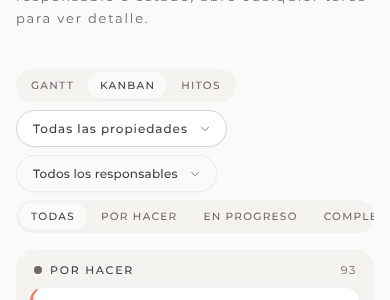 para ver detalle.
GANTT KANBAN HITOS
Todas las propiedades
Todos los responsables
TODAS POR HACER EN PROGRESO COMPLE
POR HACER 93